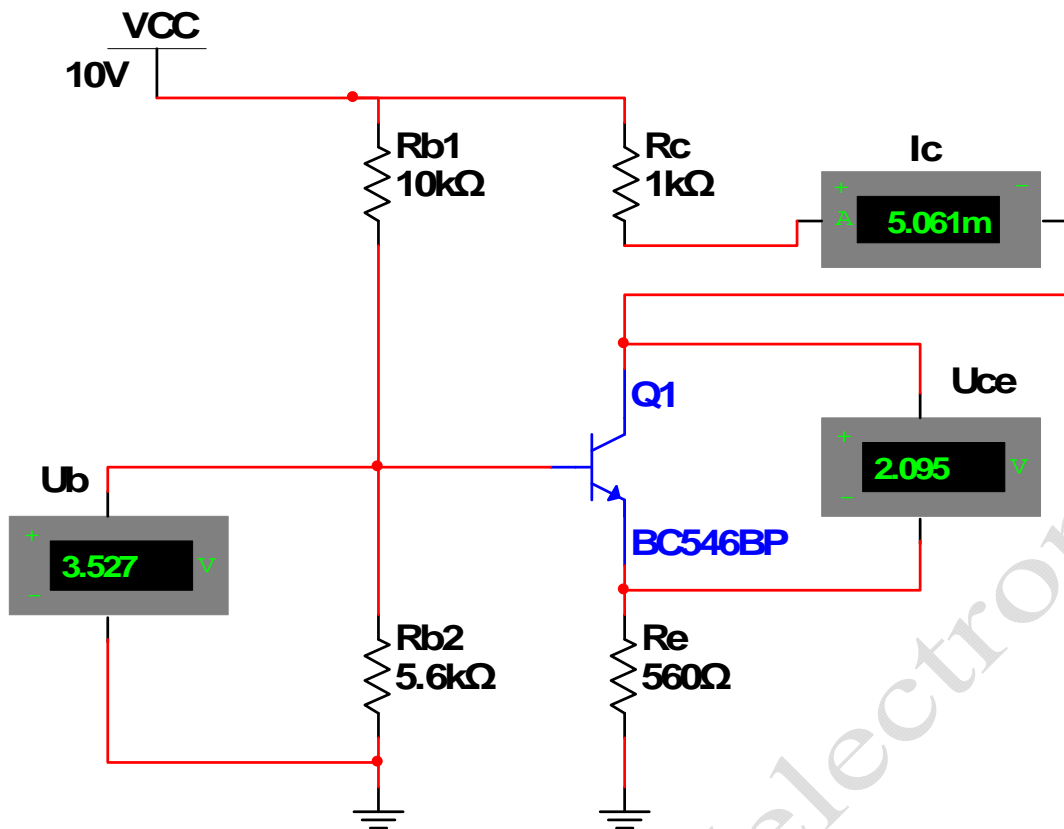 VCC
10V
Rb1
10kΩ
Rc
1kΩ
Ic
+ −
A 5.061m
Q1
Uce
+
2.095 V
−
Ub
+
3.527 V
−
BC546BP
Rb2
5.6kΩ
Re
560Ω
electron